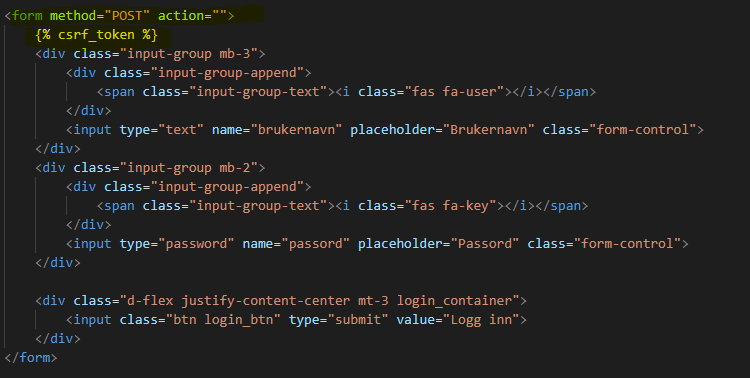 <form method="POST" action="">
{% csrf_token %}
<div class="input-group mb-3">
<div class="input-group-append">
<span class="input-group-text"><i class="fas fa-user"></i></span>
</div>
<input type="text" name="brukernavn" placeholder="Brukernavn" class="form-control">
</div>
<div class="input-group mb-2">
<div class="input-group-append">
<span class="input-group-text"><i class="fas fa-key"></i></span>
</div>
<input type="password" name="passord" placeholder="Passord" class="form-control">
</div>
<div class="d-flex justify-content-center mt-3 login_container">
<input class="btn login_btn" type="submit" value="Logg inn">
</div>
</form>